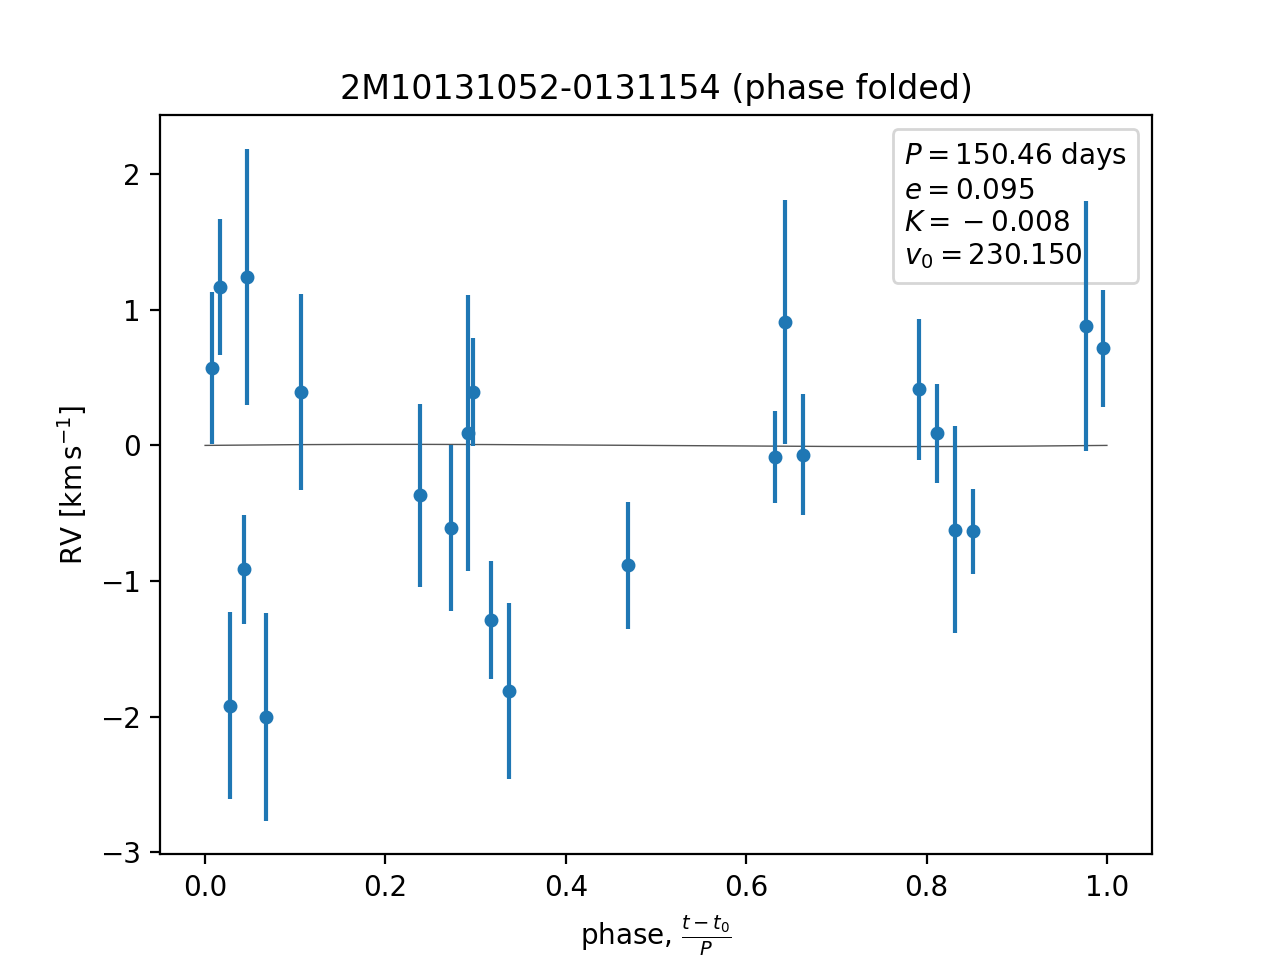 2M10131052-0131154 (phase folded)
P = 150.46 days
e = 0.095
K = −0.008
v₀ = 230.150
2
1
0
−1
−2
−3
RV [km s⁻¹]
0.0 0.2 0.4 0.6 0.8 1.0
phase, (t − t₀)/P